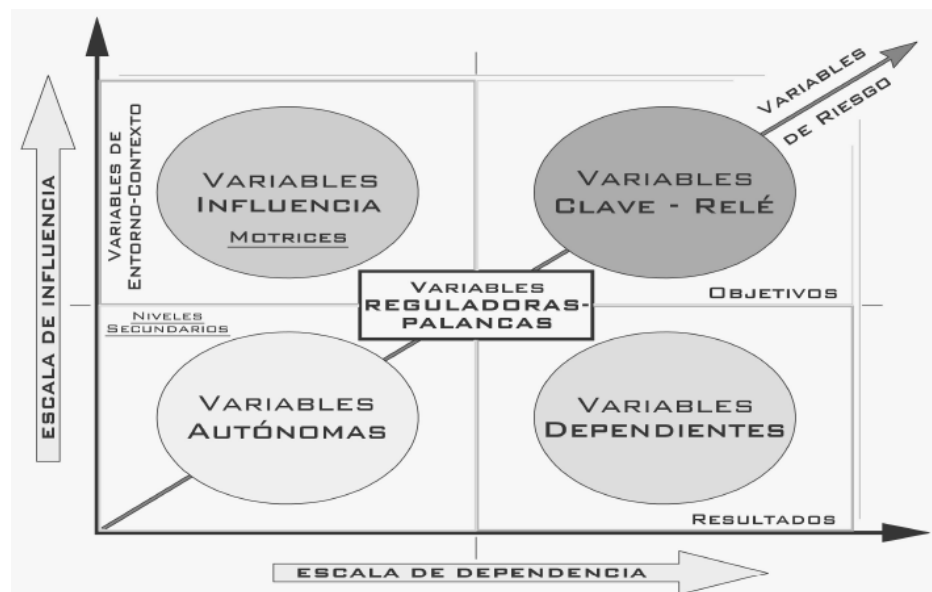 VARIABLES
DE RIESGO
ESCALA DE INFLUENCIA
VARIABLES DE
ENTORNO-CONTEXTO
VARIABLES
INFLUENCIA
MOTRICES
VARIABLES
CLAVE - RELÉ
OBJETIVOS
VARIABLES
REGULADORAS-
PALANCAS
NIVELES
SECUNDARIOS
VARIABLES
AUTÓNOMAS
VARIABLES
DEPENDIENTES
RESULTADOS
ESCALA DE DEPENDENCIA